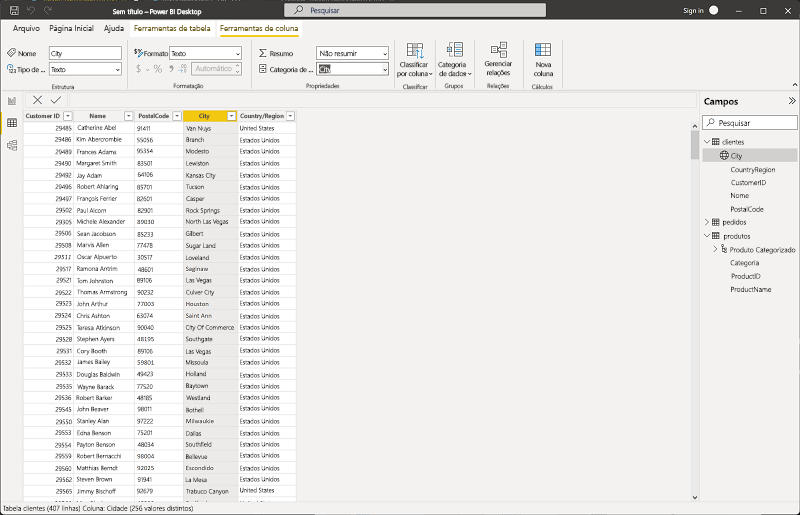 Sem título – Power BI Desktop
Pesquisar
Sign in
Arquivo Página Inicial Ajuda Ferramentas de tabela Ferramentas de coluna
Nome City
Formato Texto
Resumo Não resumir
Classificar por coluna
Categoria de dados
Gerenciar relações
Nova coluna
Tipo de ... Texto
$ % Automático
Categoria de ... City
Estrutura Formatação Propriedades Classificar Grupos Relações Cálculos
Campos
Pesquisar
Customer ID Name PostalCode City Country/Region
29485 Catherine Abel 91411 Van Nuys United States
29486 Kim Abercrombie 55056 Branch Estados Unidos
29489 Frances Adams 95354 Modesto Estados Unidos
29490 Margaret Smith 83501 Lewiston Estados Unidos
29492 Jay Adam 64106 Kansas City Estados Unidos
29496 Robert Ahlaring 85701 Tucson Estados Unidos
29497 François Ferrier 82601 Casper Estados Unidos
29502 Paul Alcorn 82901 Rock Springs Estados Unidos
29305 Michele Alexander 89030 North Las Vegas Estados Unidos
29506 Sean Jacobson 85233 Gilbert Estados Unidos
29508 Marvis Allen 77478 Sugar Land Estados Unidos
29511 Oscar Alpuerto 30517 Loveland Estados Unidos
29517 Ramona Antrim 48601 Saginaw Estados Unidos
29521 Tom Johnston 89106 Las Vegas Estados Unidos
29522 Thomas Armstrong 90232 Culver City Estados Unidos
29523 John Arthur 77003 Houston Estados Unidos
29524 Chris Ashton 63074 Saint Ann Estados Unidos
29525 Teresa Atkinson 90040 City Of Commerce Estados Unidos
29528 Stephen Ayers 48195 Southgate Estados Unidos
29531 Cory Booth 89106 Las Vegas Estados Unidos
29532 James Bailey 59801 Missoula Estados Unidos
29533 Douglas Baldwin 49423 Holland Estados Unidos
29535 Wayne Barack 77520 Baytown Estados Unidos
29536 Robert Barker 48185 Westland Estados Unidos
29545 John Beaver 98011 Bothell Estados Unidos
29550 Stanley Alan 97222 Milwaukie Estados Unidos
29553 Edna Benson 75201 Dallas Estados Unidos
29554 Payton Benson 48034 Southfield Estados Unidos
29559 Robert Bernacchi 98004 Bellevue Estados Unidos
29560 Matthias Berndt 92025 Escondido Estados Unidos
29562 Steven Brown 91941 La Mesa Estados Unidos
29565 Jimmy Bischoff 92679 Trabuco Canyon United States
clientes
City
CountryRegion
CustomerID
Nome
PostalCode
pedidos
produtos
Produto Categorizado
Categoria
ProductID
ProductName
Tabela clientes (407 linhas) Coluna: Cidade (256 valores distintos)